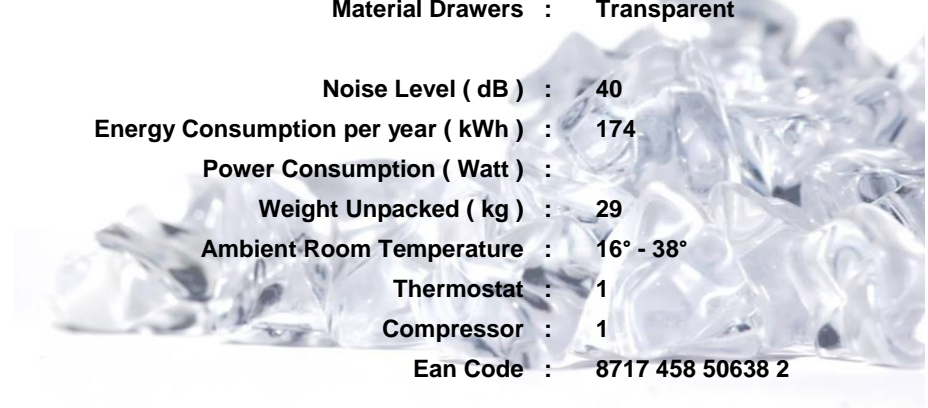 Material Drawers : Transparent
Noise Level ( dB ) : 40
Energy Consumption per year ( kWh ) : 174
Power Consumption ( Watt ) :
Weight Unpacked ( kg ) : 29
Ambient Room Temperature : 16° - 38°
Thermostat : 1
Compressor : 1
Ean Code : 8717 458 50638 2